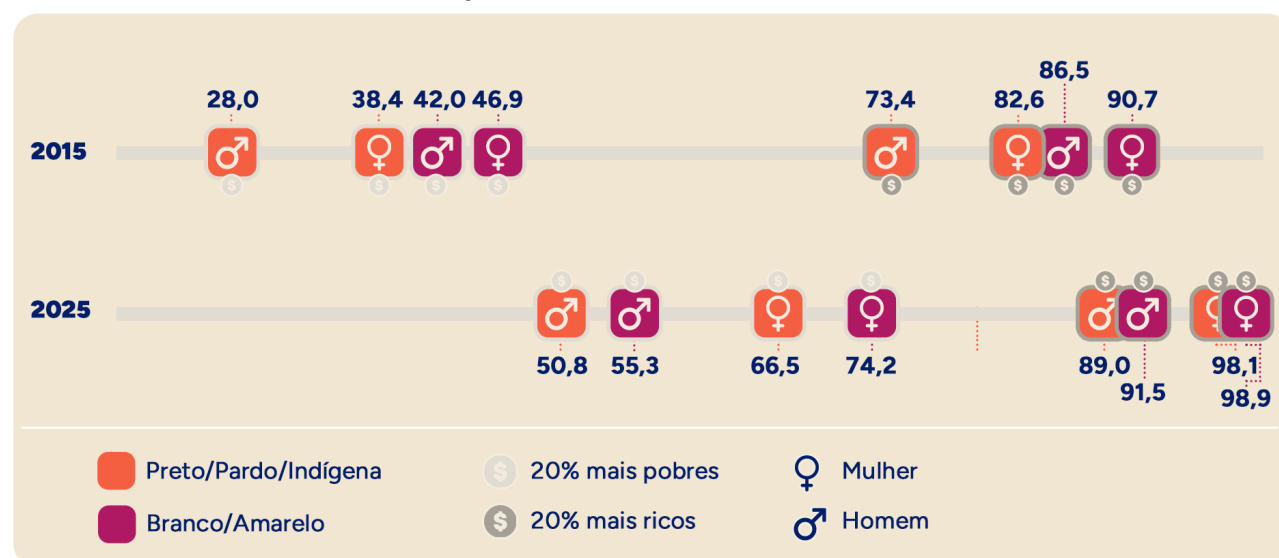 86,5
28,0 38,4 42,0 46,9 73,4 82,6 90,7
2015
$ $ $ $ $ $ $ $
$ $ $ $ $ $ $ $
2025
50,8 55,3 66,5 74,2 89,0 98,1
91,5 98,9
Preto/Pardo/Indígena $ 20% mais pobres Mulher
Branco/Amarelo $ 20% mais ricos Homem